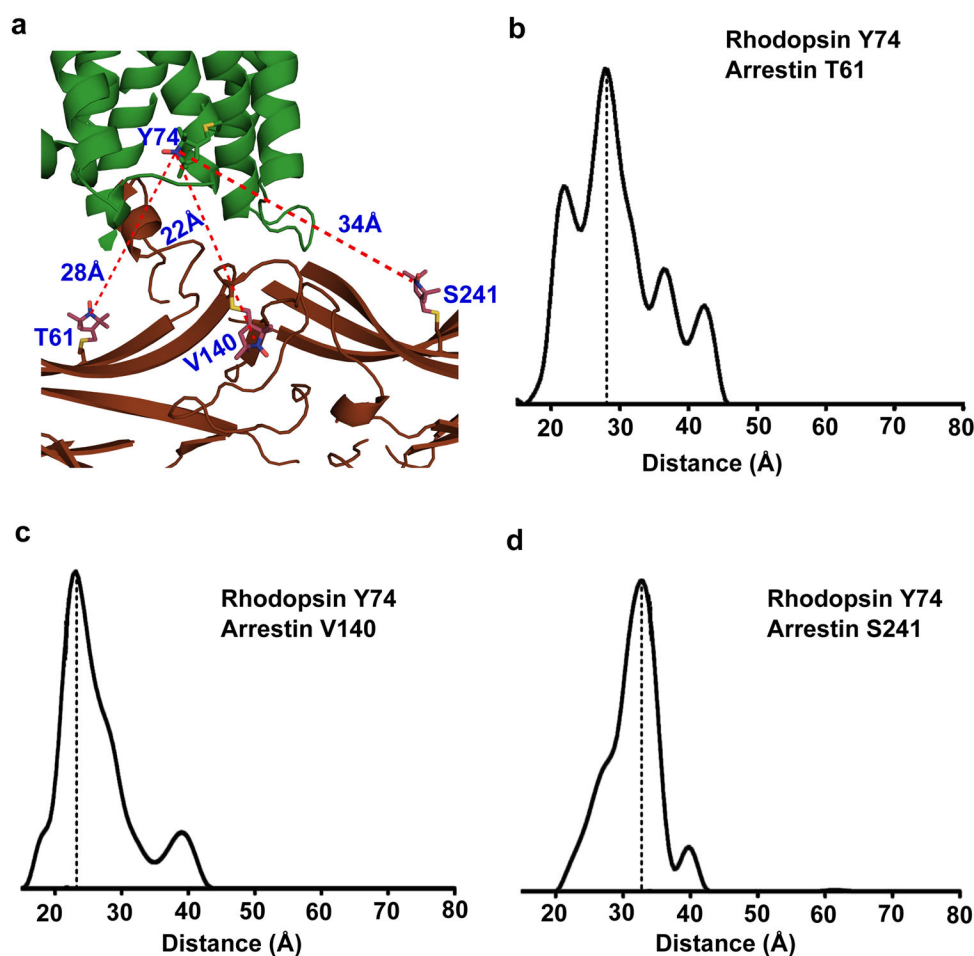 a
Y74
34Å
22Å
28Å
S241
T61
V140
b
Rhodopsin Y74
Arrestin T61
20 30 40 50 60 70 80
Distance (Å)
c
Rhodopsin Y74
Arrestin V140
20 30 40 50 60 70 80
Distance (Å)
d
Rhodopsin Y74
Arrestin S241
20 30 40 50 60 70 80
Distance (Å)